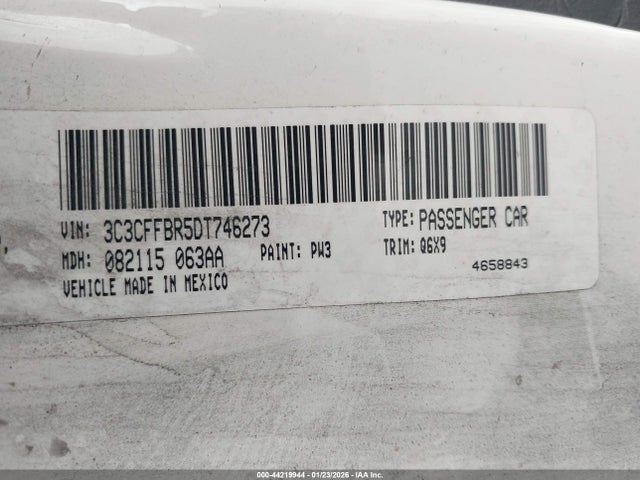 VIN: 3C3CFFBR5DT746273 TYPE: PASSENGER CAR
MDH: 082115 063AA PAINT: PW3 TRIM: Q6X9
4658843
VEHICLE MADE IN MEXICO
000-44219944 | 01/23/2026 - IAA Inc.